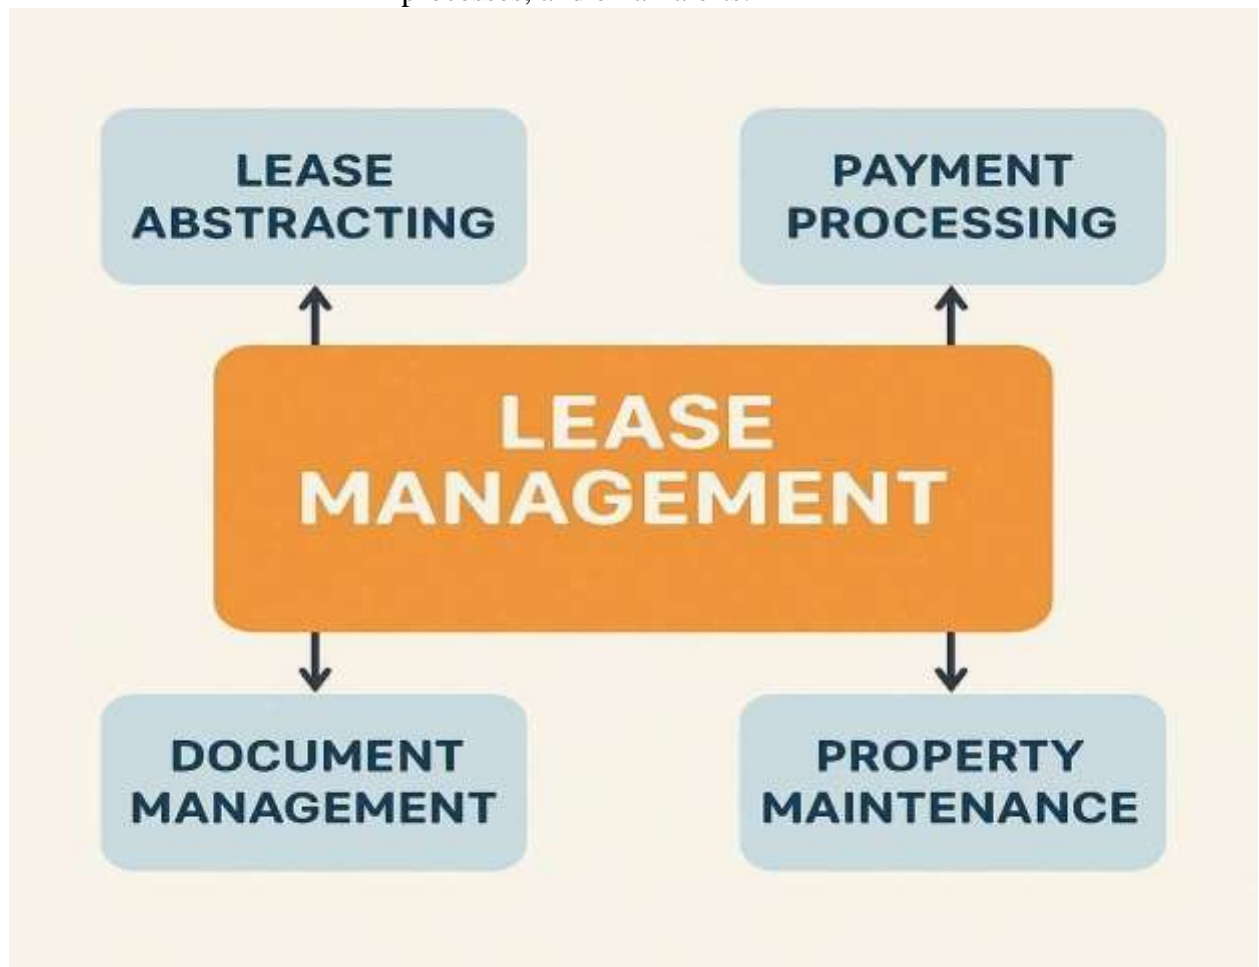 LEASE
ABSTRACTING
PAYMENT
PROCESSING
LEASE
MANAGEMENT
DOCUMENT
MANAGEMENT
PROPERTY
MAINTENANCE